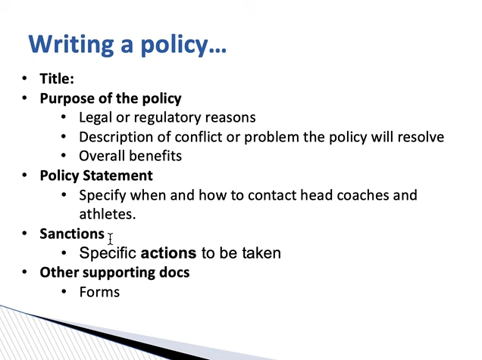 Writing a policy…
• Title:
• Purpose of the policy
• Legal or regulatory reasons
• Description of conflict or problem the policy will resolve
• Overall benefits
• Policy Statement
• Specify when and how to contact head coaches and
athletes.
• Sanctions
• Specific actions to be taken
• Other supporting docs
• Forms